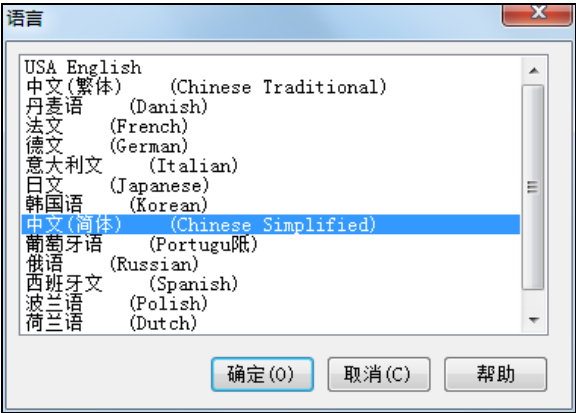 语言
USA English
中文(繁体) (Chinese Traditional)
丹麦语 (Danish)
法文 (French)
德文 (German)
意大利文 (Italian)
日文 (Japanese)
韩国语 (Korean)
中文(简体) (Chinese Simplified)
葡萄牙语 (Portugu阺)
俄语 (Russian)
西班牙文 (Spanish)
波兰语 (Polish)
荷兰语 (Dutch)
确定(O) 取消(C) 帮助